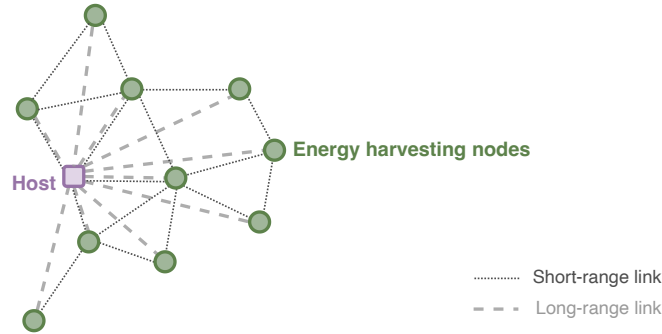 Energy harvesting nodes
Host
Short-range link
Long-range link